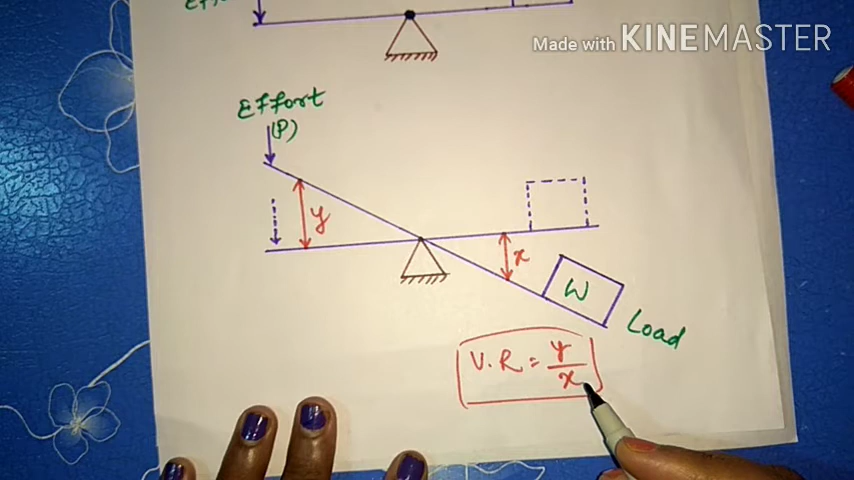 Made with KINEMASTER
Effort
(P)
y
x
W
Load
V.R = y/x